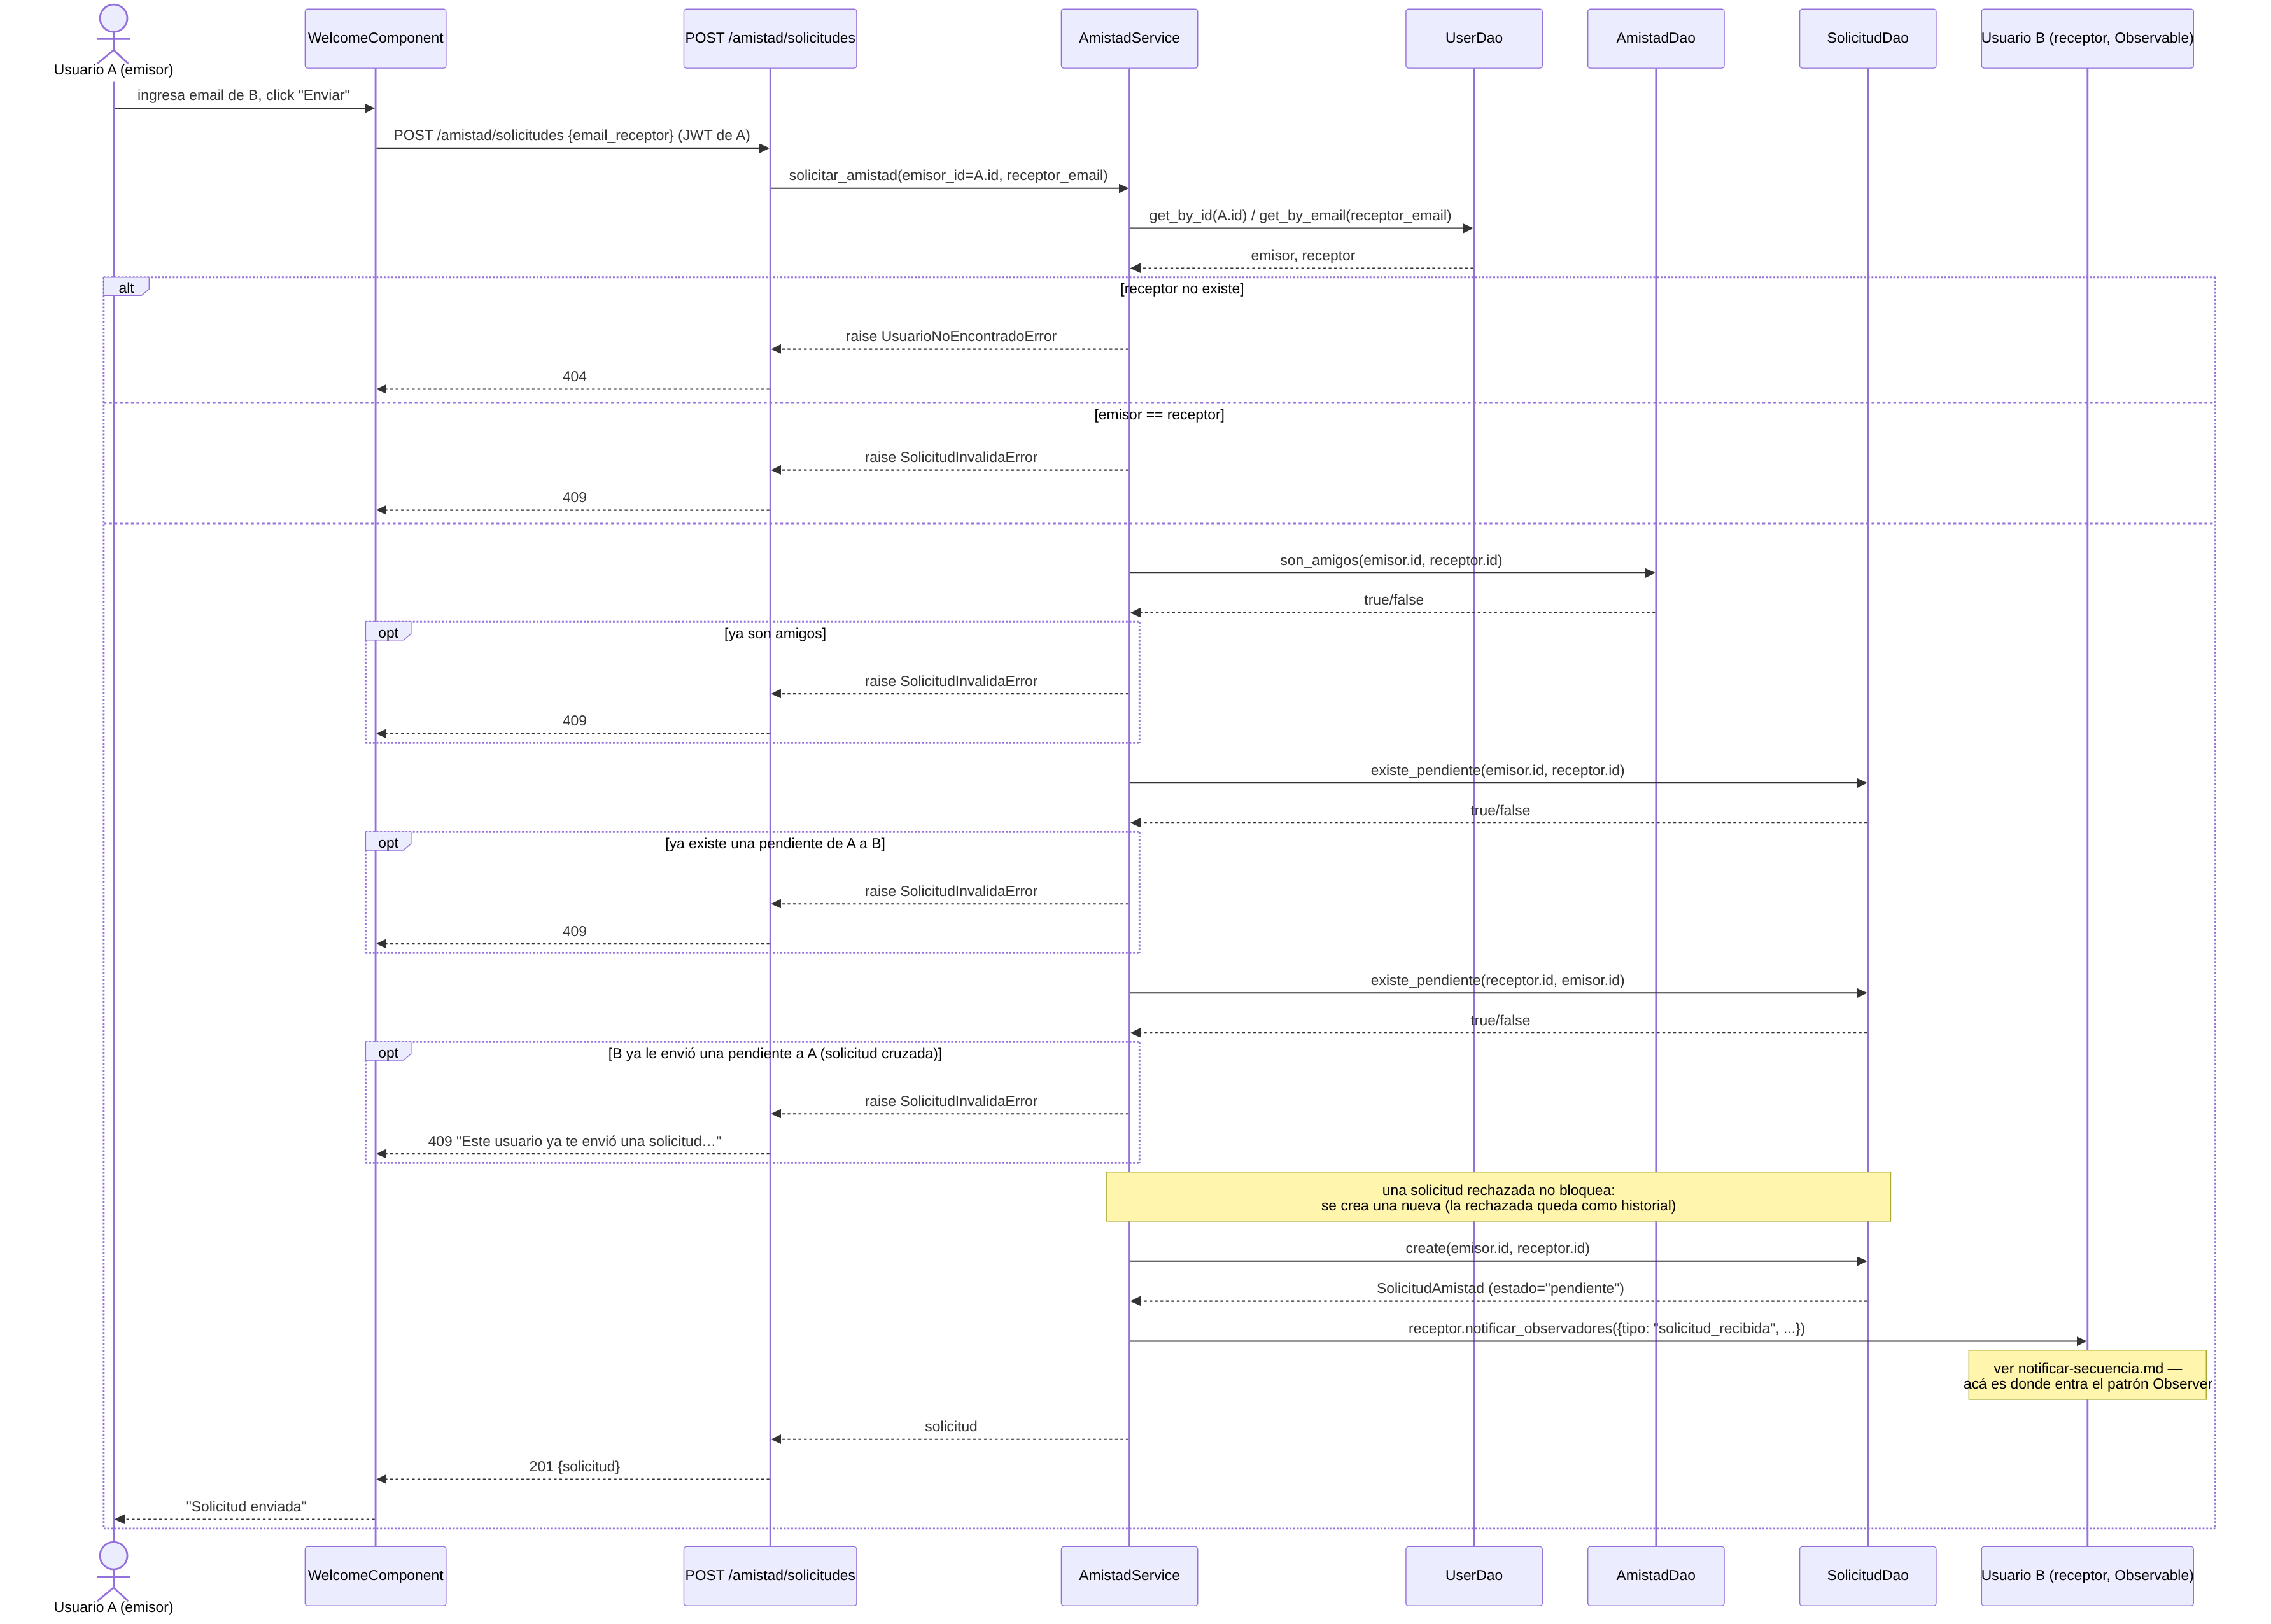 Usuario A (emisor)
WelcomeComponent
POST /amistad/solicitudes
AmistadService
UserDao
AmistadDao
SolicitudDao
Usuario B (receptor, Observable)
ingresa email de B, click "Enviar"
POST /amistad/solicitudes {email_receptor} (JWT de A)
solicitar_amistad(emisor_id=A.id, receptor_email)
get_by_id(A.id) / get_by_email(receptor_email)
emisor, receptor
alt
[receptor no existe]
raise UsuarioNoEncontradoError
404
[emisor == receptor]
raise SolicitudInvalidaError
409
son_amigos(emisor.id, receptor.id)
true/false
opt
[ya son amigos]
raise SolicitudInvalidaError
409
existe_pendiente(emisor.id, receptor.id)
true/false
opt
[ya existe una pendiente de A a B]
raise SolicitudInvalidaError
409
existe_pendiente(receptor.id, emisor.id)
true/false
opt
[B ya le envió una pendiente a A (solicitud cruzada)]
raise SolicitudInvalidaError
409 "Este usuario ya te envió una solicitud…"
una solicitud rechazada no bloquea:
se crea una nueva (la rechazada queda como historial)
create(emisor.id, receptor.id)
SolicitudAmistad (estado="pendiente")
receptor.notificar_observadores({tipo: "solicitud_recibida", ...})
ver notificar-secuencia.md —
acá es donde entra el patrón Observer
solicitud
201 {solicitud}
"Solicitud enviada"
Usuario A (emisor)
WelcomeComponent
POST /amistad/solicitudes
AmistadService
UserDao
AmistadDao
SolicitudDao
Usuario B (receptor, Observable)